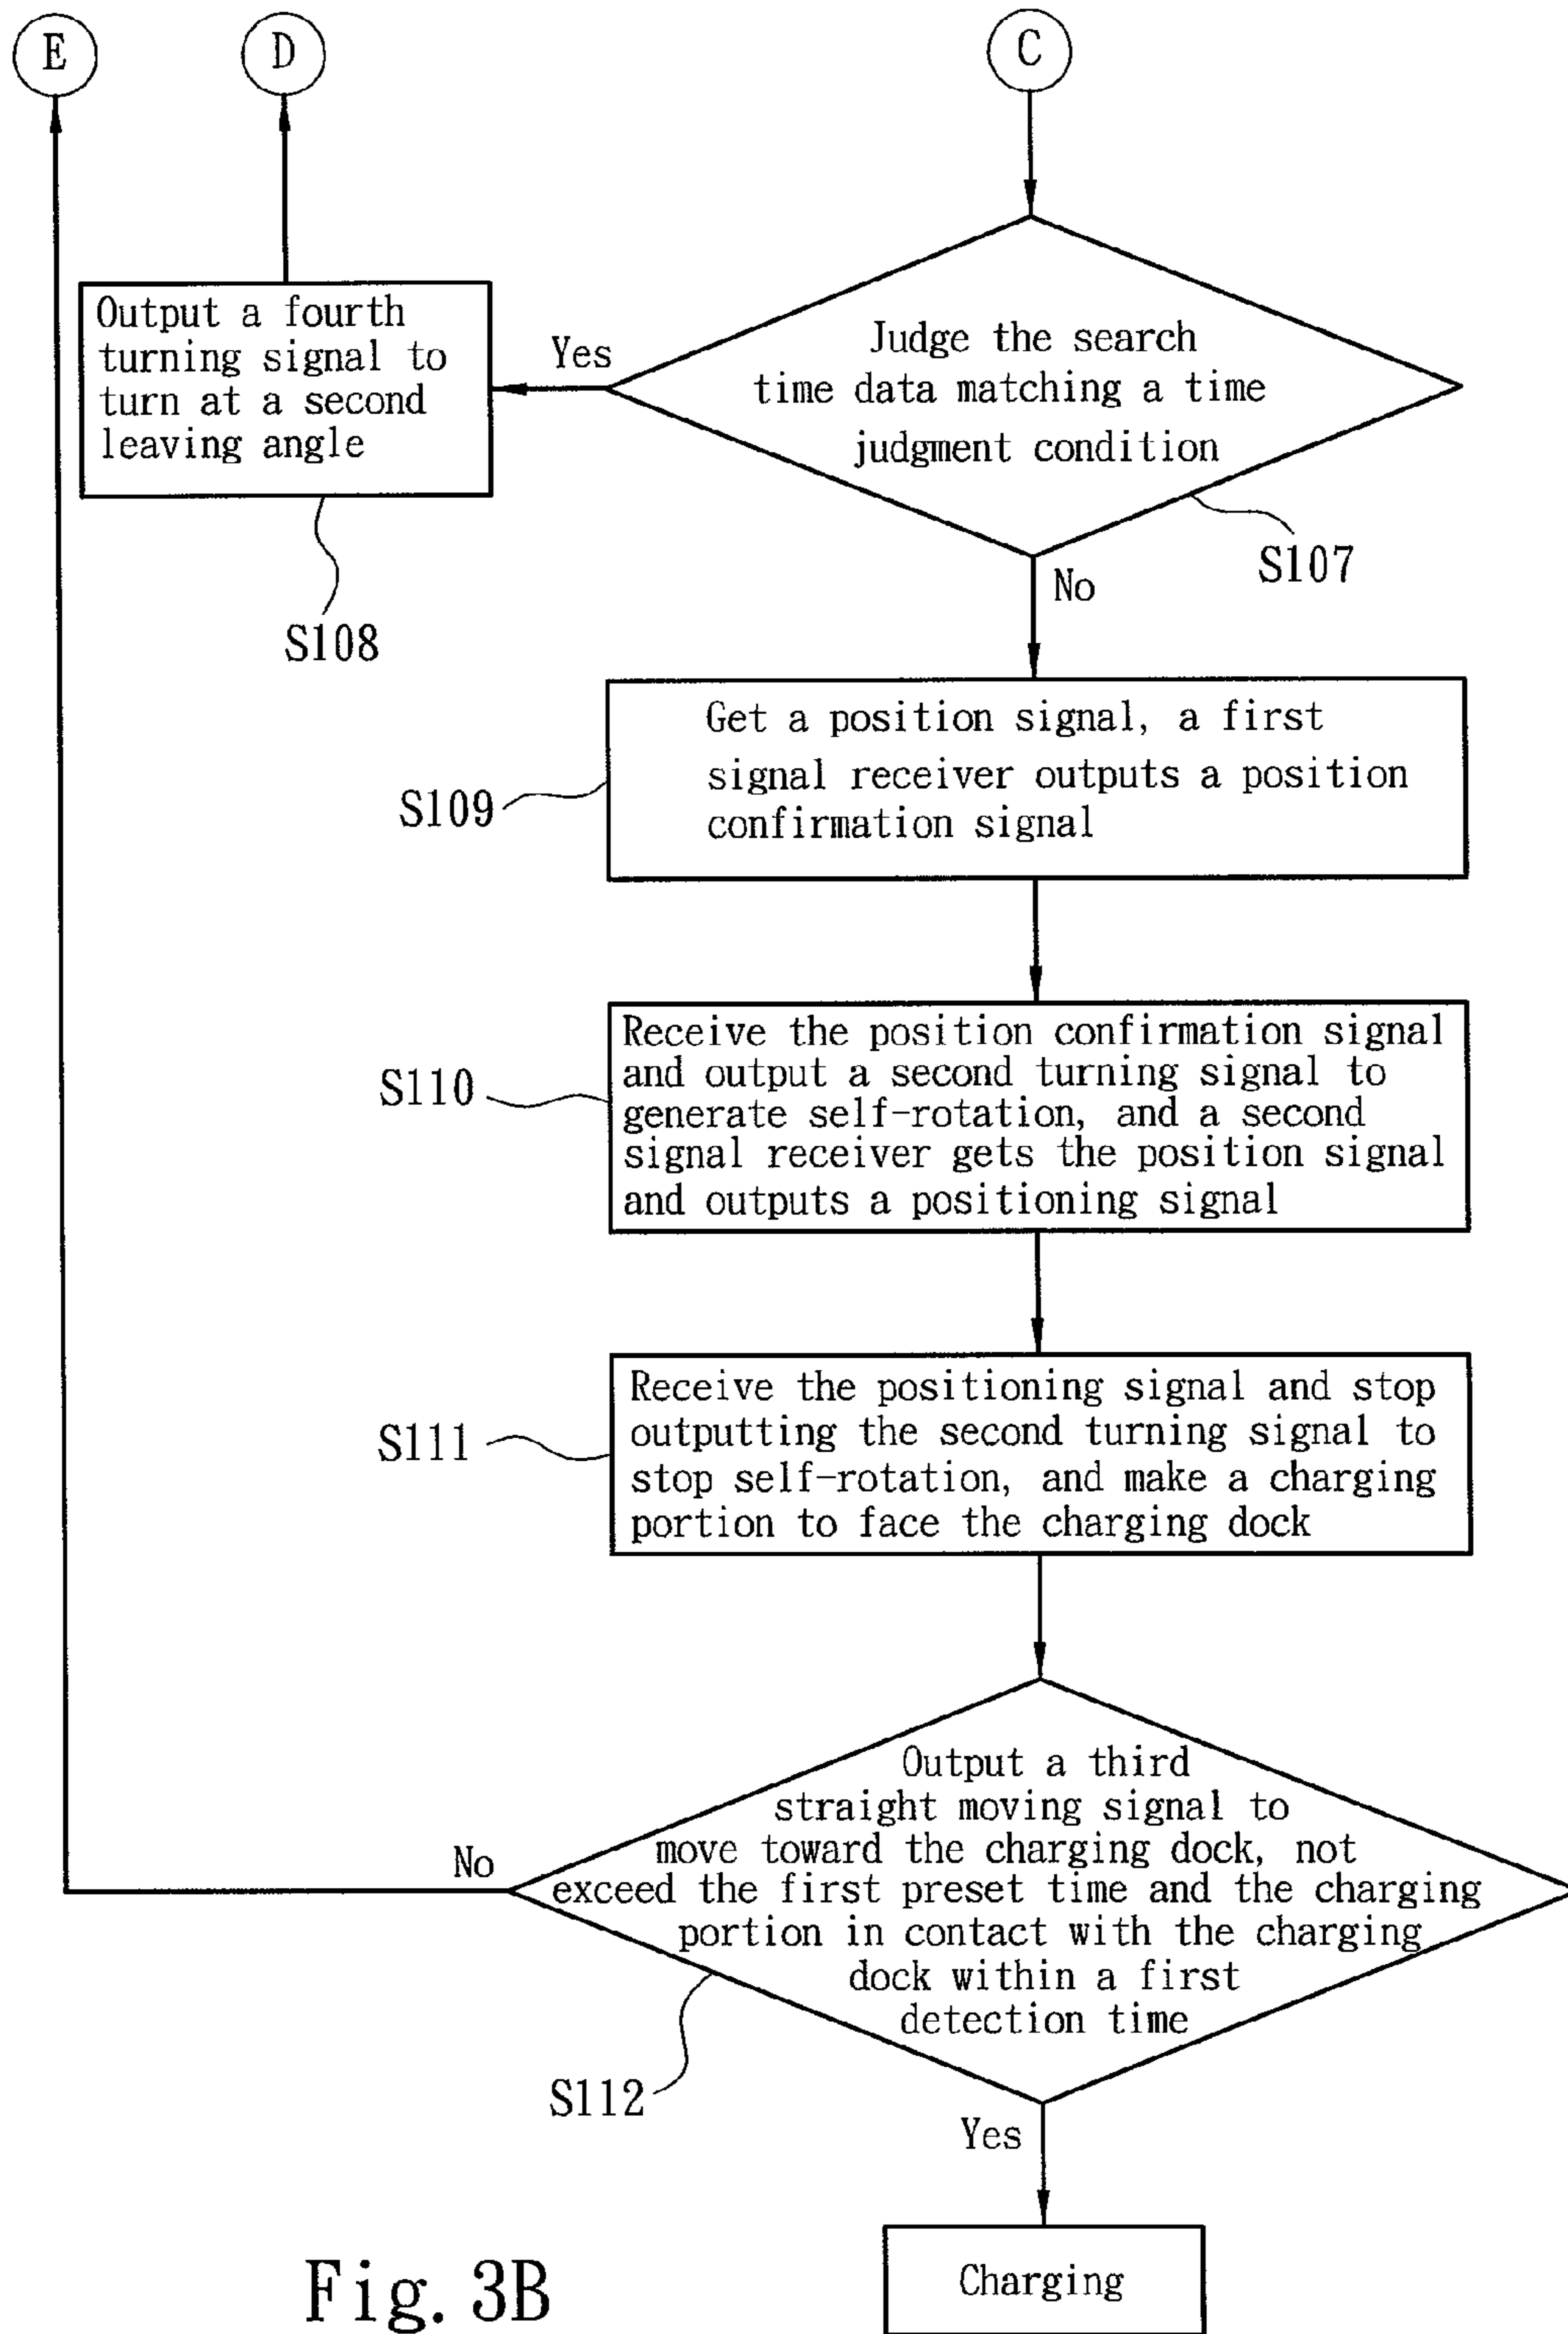 E
D
C
Judge the search
time data matching a time
judgment condition
S107
Yes
Output a fourth
turning signal to
turn at a second
leaving angle
S108
No
Get a position signal, a first
signal receiver outputs a position
confirmation signal
S109
Receive the position confirmation signal
and output a second turning signal to
generate self-rotation, and a second
signal receiver gets the position signal
and outputs a positioning signal
S110
Receive the positioning signal and stop
outputting the second turning signal to
stop self-rotation, and make a charging
portion to face the charging dock
S111
Output a third
straight moving signal to
move toward the charging dock, not
exceed the first preset time and the charging
portion in contact with the charging
dock within a first
detection time
S112
No
Yes
Charging
Fig. 3B